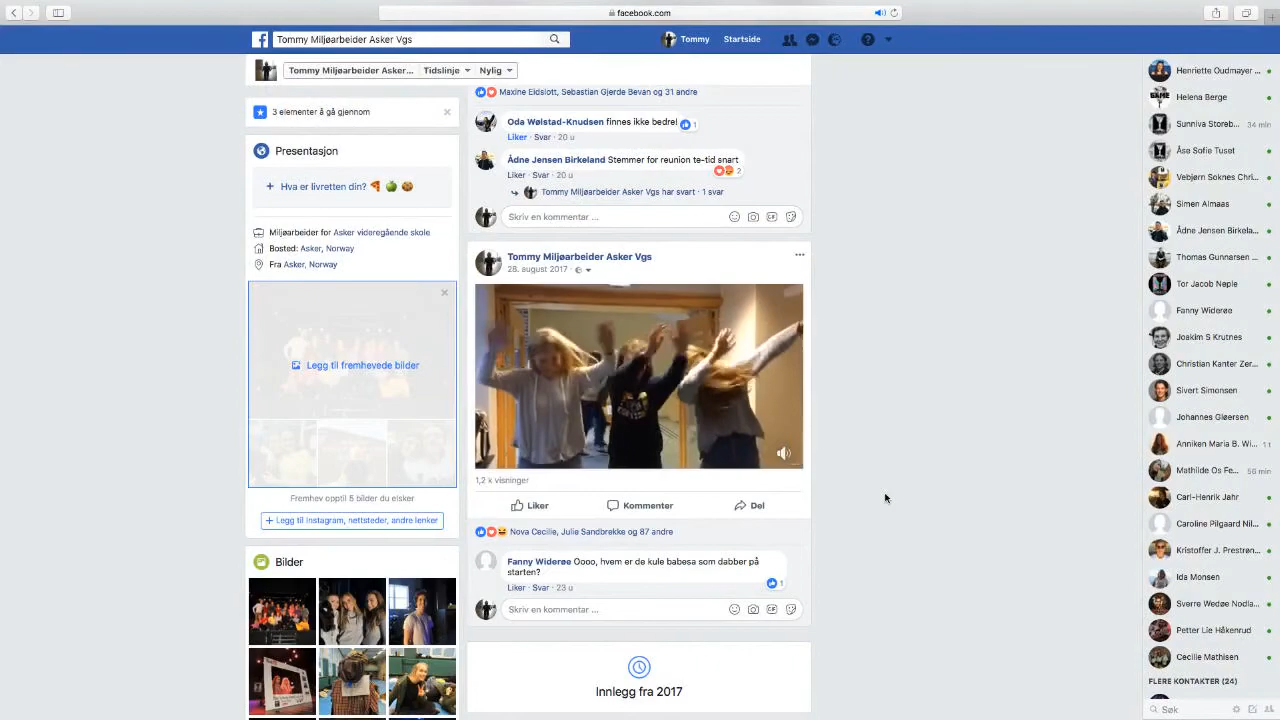 facebook.com
Tommy Miljøarbeider Asker Vgs
Tommy
Startside
Tommy Miljøarbeider Asker...
Tidslinje
Nylig
3 elementer å gå gjennom
Presentasjon
+ Hva er livretten din?
Miljøarbeider for Asker videregående skole
Bosted: Asker, Norway
Fra Asker, Norway
Legg til fremhevede bilder
Fremhev opptil 5 bilder du elsker
+ Legg til Instagram, nettsteder, andre lenker
Bilder
Maxine Eidslott, Sebastian Gjerde Bevan og 31 andre
Oda Wølstad-Knudsen finnes ikke bedre!
1
Liker · Svar · 20 u
Ådne Jensen Birkeland Stemmer for reunion te-tid snart
2
Liker · Svar · 20 u
Tommy Miljøarbeider Asker Vgs har svart · 1 svar
Skriv en kommentar ...
Tommy Miljøarbeider Asker Vgs
28. august 2017
1,2 k visninger
Liker
Kommenter
Del
Nova Cecilie, Julie Sandbrekke og 87 andre
Fanny Widerøe Oooo, hvem er de kule babesa som dabber på
starten?
1
Liker · Svar · 23 u
Skriv en kommentar ...
Innlegg fra 2017
Henriette Oudmayer ...
Helena Berge
Sunniva Storeb... 34 min
Åse Sofie Tuset
Vebjørn Soknes Chri...
Simen Almaas
Ådne Jensen Birkela...
Thomas Gunnesen ...
Tor Jacob Neple
Fanny Widerøe
Joakim S Krutnes
Christian Kanter Zer...
Sivert Simonsen
Johannes Gløersen
Anniken Maria B. Wi... 1 t
Mathilde Os Fe... 56 min
Carl-Henrik Jahr
Kristoffer J. Prestrøn...
Ida Monsen
Sverre Wedøe Nodla...
Petter Lie Håkenrud
Cecilie Mathisen
FLERE KONTAKTER (24)
Søk